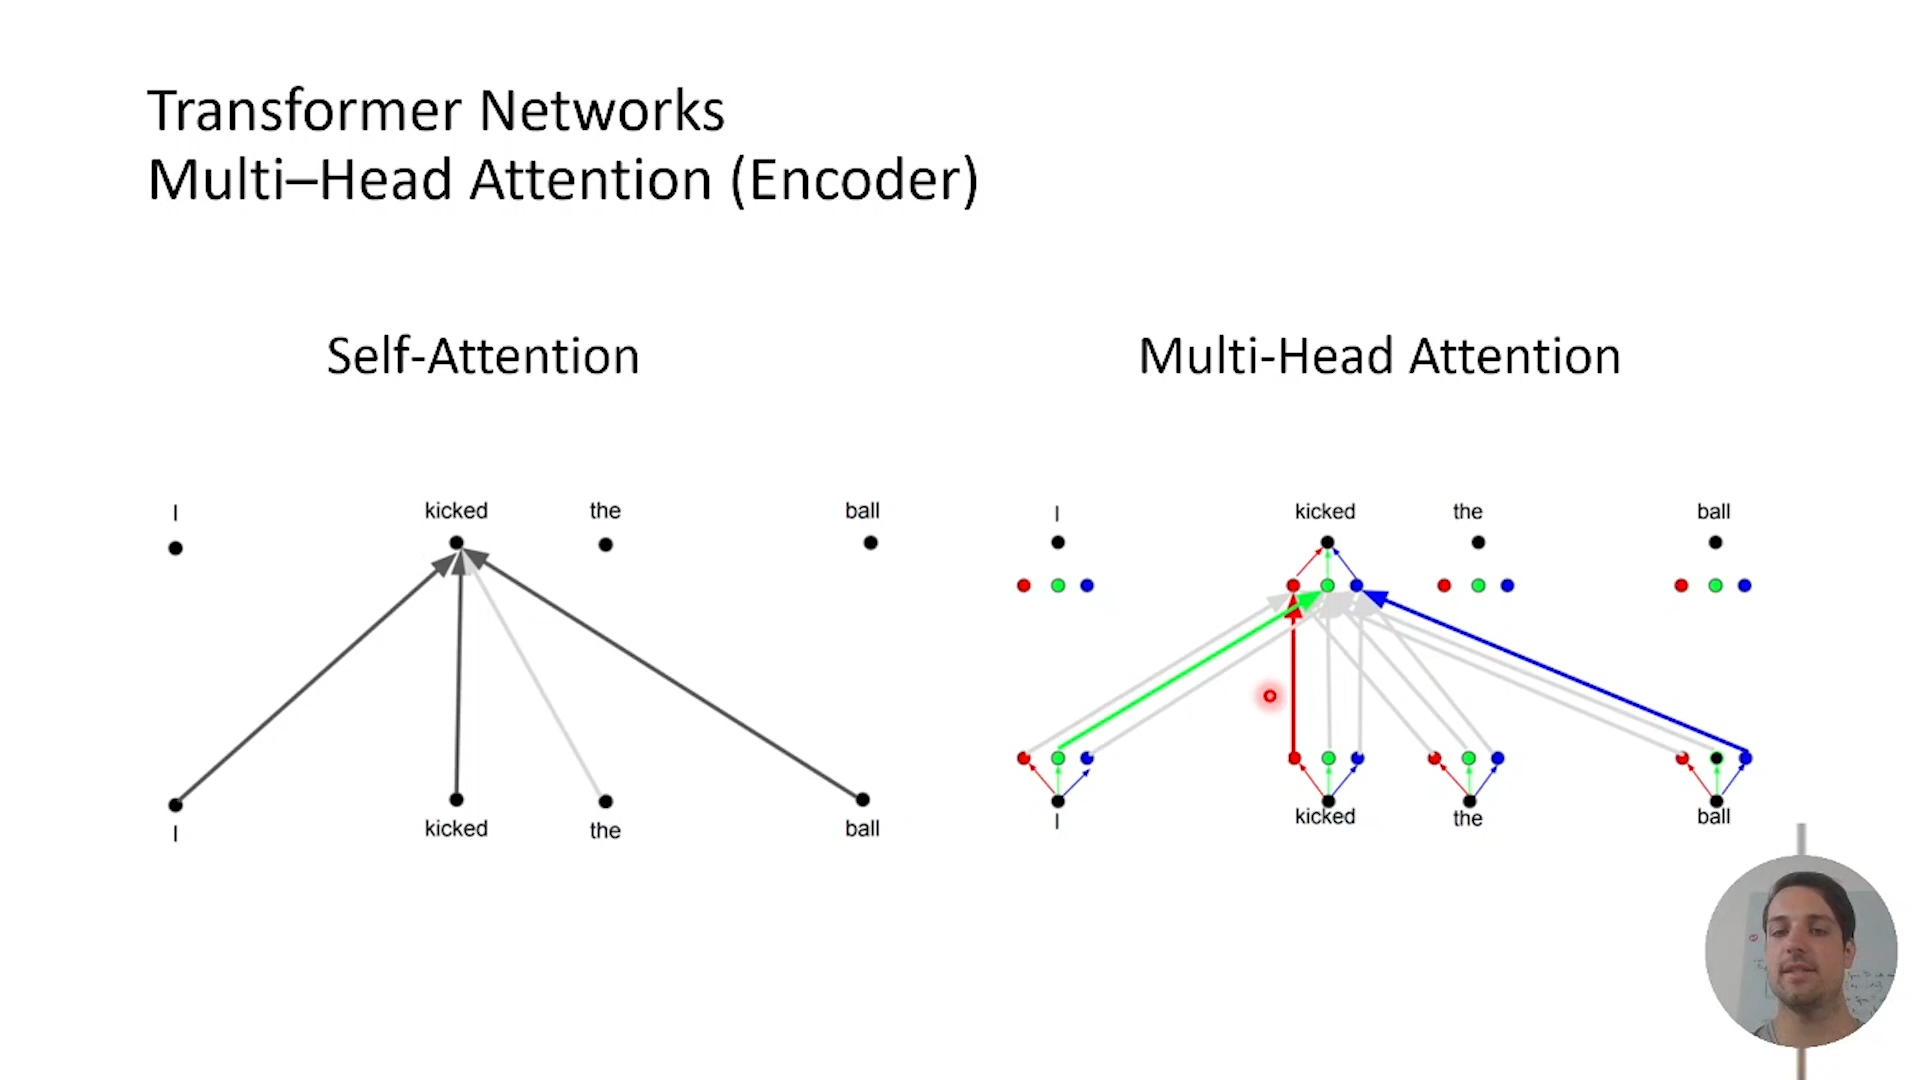 Transformer Networks
Multi–Head Attention (Encoder)
Self-Attention
Multi-Head Attention
I kicked the ball
I kicked the ball
I kicked the ball
I kicked the ball